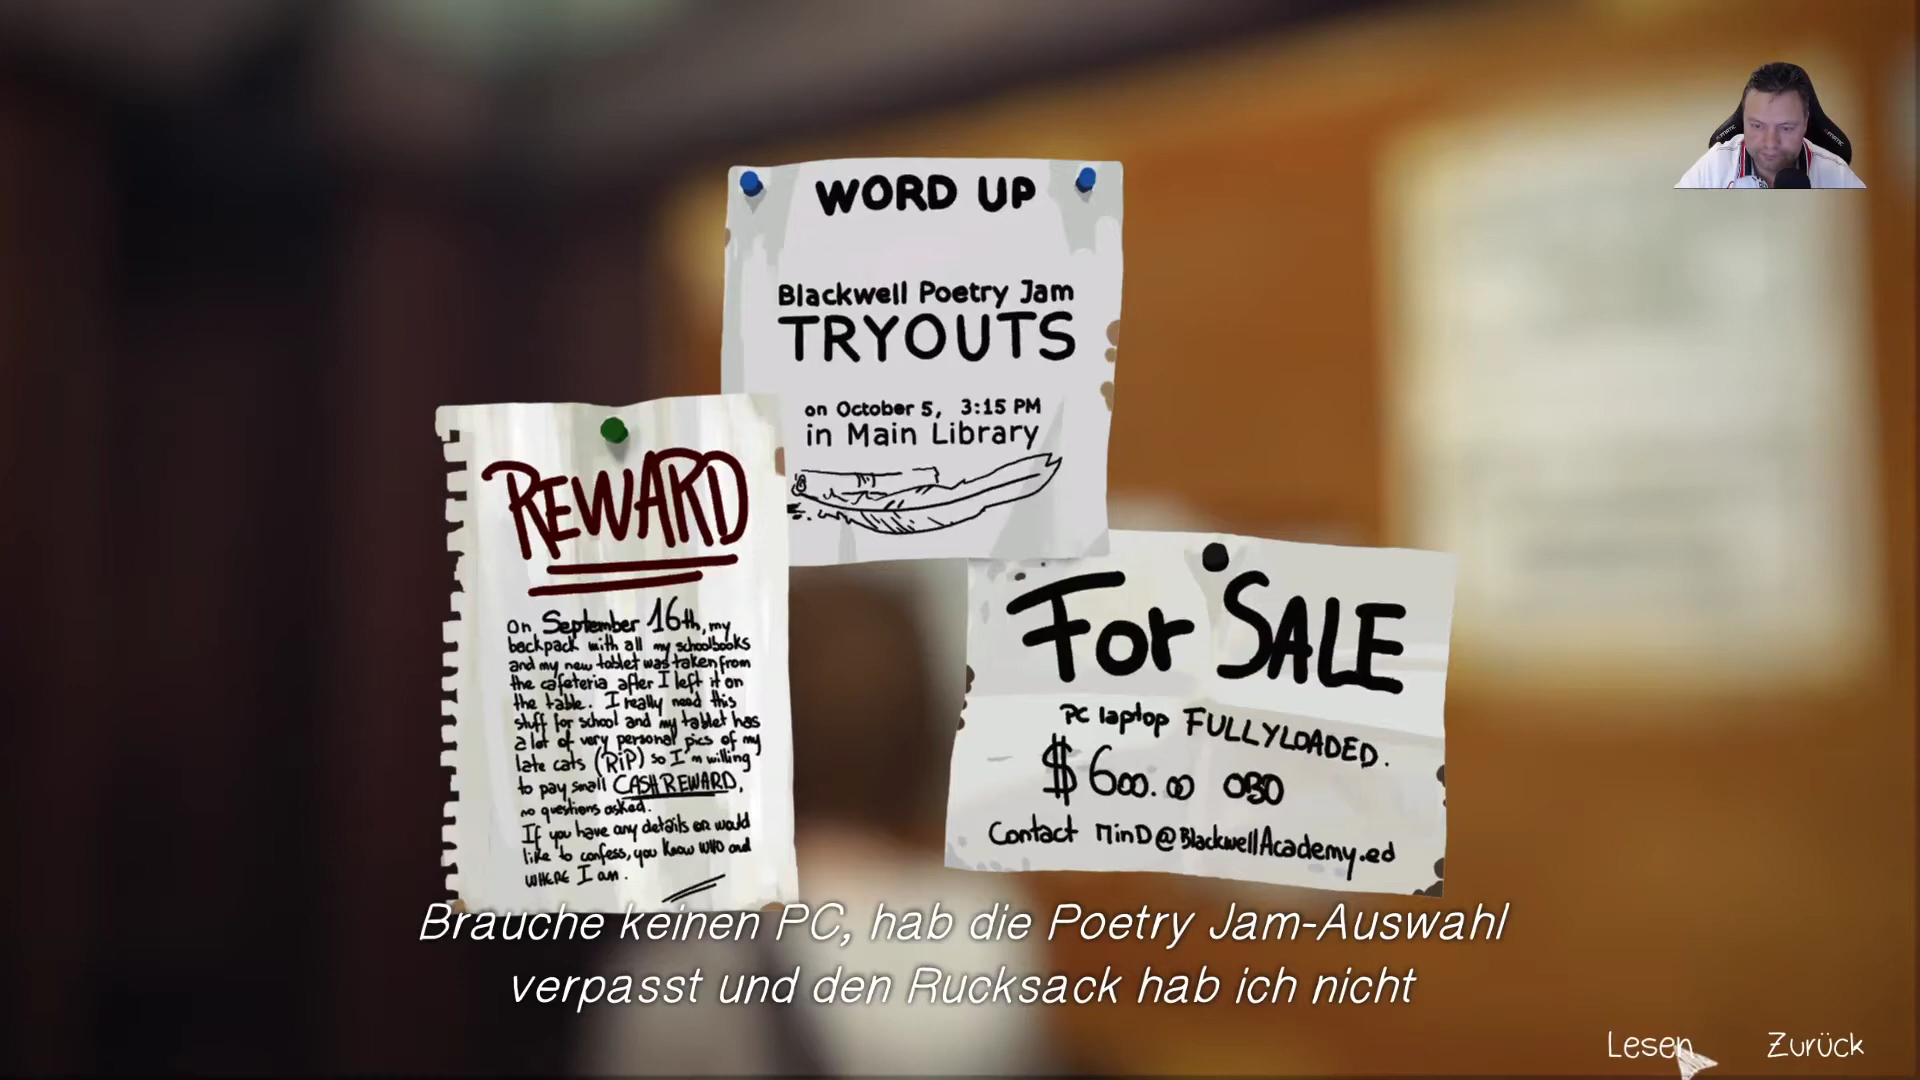 WORD UP
Blackwell Poetry Jam
TRYOUTS
on October 5, 3:15 PM
in Main Library
REWARD
On September 16th, my
backpack with all my schoolbooks
and my new tablet was taken from
the cafeteria after I left it on
the table. I really need this
stuff for school and my tablet has
a lot of very personal pics of my
late cats (RiP) so I'm willing
to pay small CASH REWARD,
no questions asked.
If you have any details or would
like to confess, you know WHO and
WHERE I am.
For SALE
PC laptop FULLYLOADED.
$600.00 OBO
Contact MinD@BlackwellAcademy.ed
Brauche keinen PC, hab die Poetry Jam-Auswahl
verpasst und den Rucksack hab ich nicht
Lesen Zurück